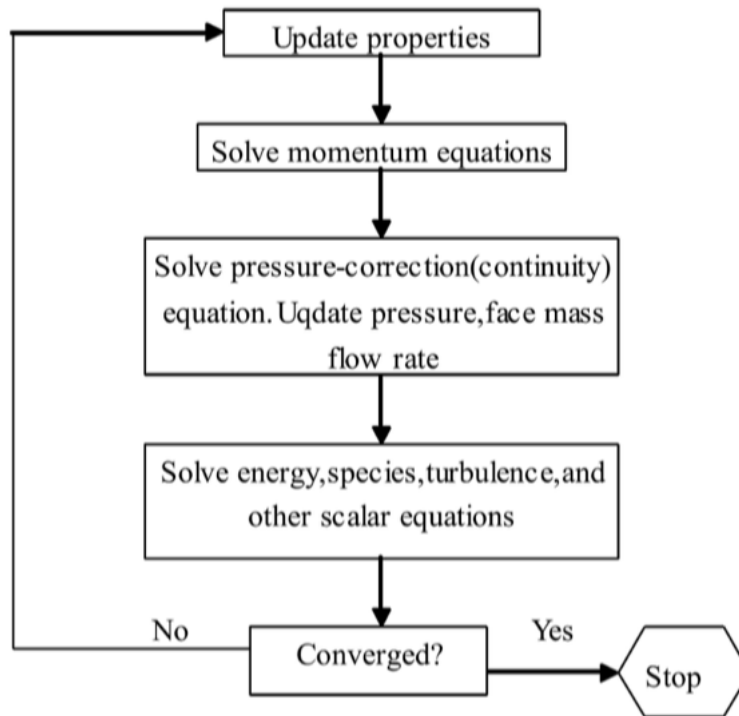 Update properties
Solve momentum equations
Solve pressure-correction(continuity)
equation.Uqdate pressure,face mass
flow rate
Solve energy,species,turbulence,and
other scalar equations
No
Converged?
Yes
Stop